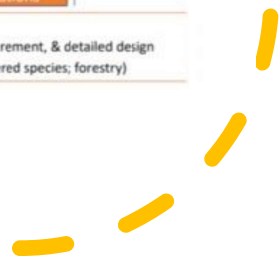 rement, & detailed design
red species; forestry)